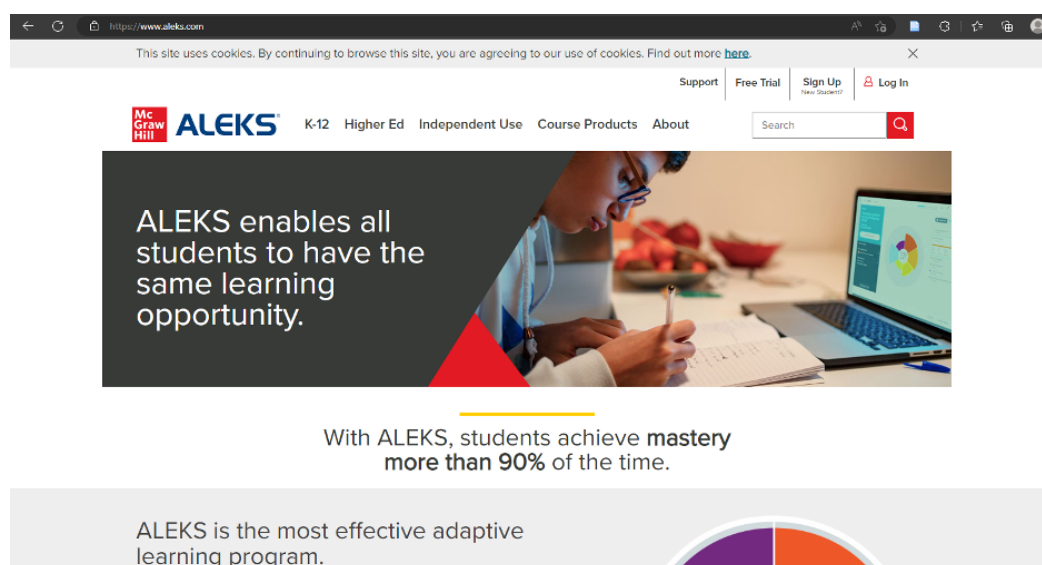 https://www.aleks.com
This site uses cookies. By continuing to browse this site, you are agreeing to our use of cookies. Find out more here.
Support Free Trial Sign Up Log In
New Student?
Mc
Graw
Hill
ALEKS K-12 Higher Ed Independent Use Course Products About Search
ALEKS enables all
students to have the
same learning
opportunity.
With ALEKS, students achieve mastery
more than 90% of the time.
ALEKS is the most effective adaptive
learning program.